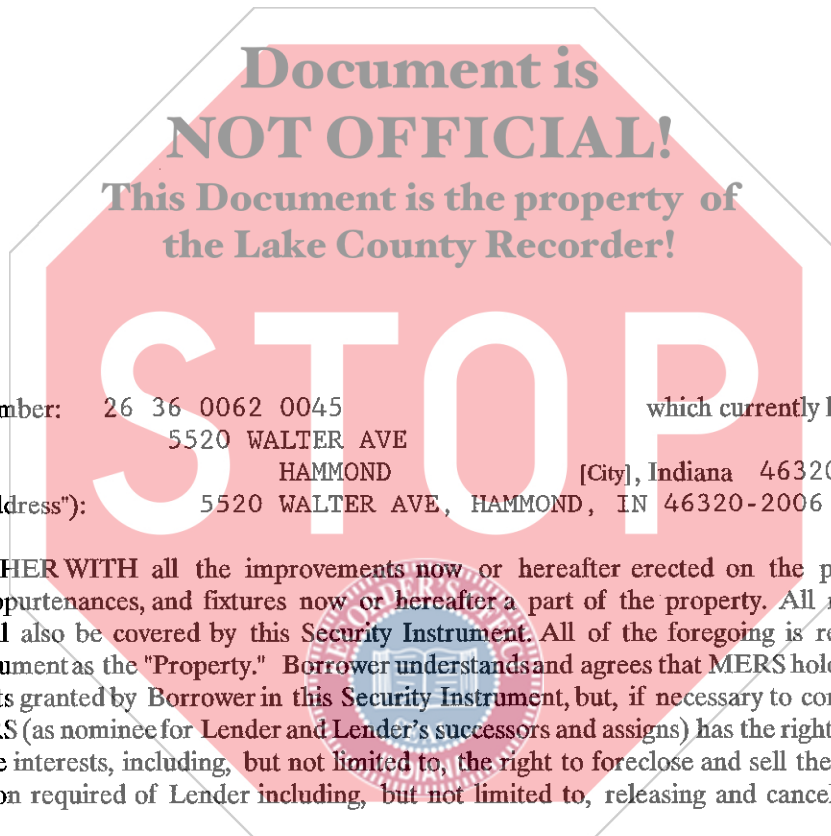 Document is
NOT OFFICIAL!
This Document is the property of
the Lake County Recorder!
STOP
mber: 26 36 0062 0045 which currently
5520 WALTER AVE
HAMMOND [City], Indiana 46320
ldress"): 5520 WALTER AVE, HAMMOND, IN 46320-2006
HER WITH all the improvements now or hereafter erected on the p
ppurtenances, and fixtures now or hereafter a part of the property. All
l also be covered by this Security Instrument. All of the foregoing is re
ument as the "Property." Borrower understands and agrees that MERS hold
ts granted by Borrower in this Security Instrument, but, if necessary to con
RS (as nominee for Lender and Lender's successors and assigns) has the right
e interests, including, but not limited to, the right to foreclose and sell the
on required of Lender including, but not limited to, releasing and cancel